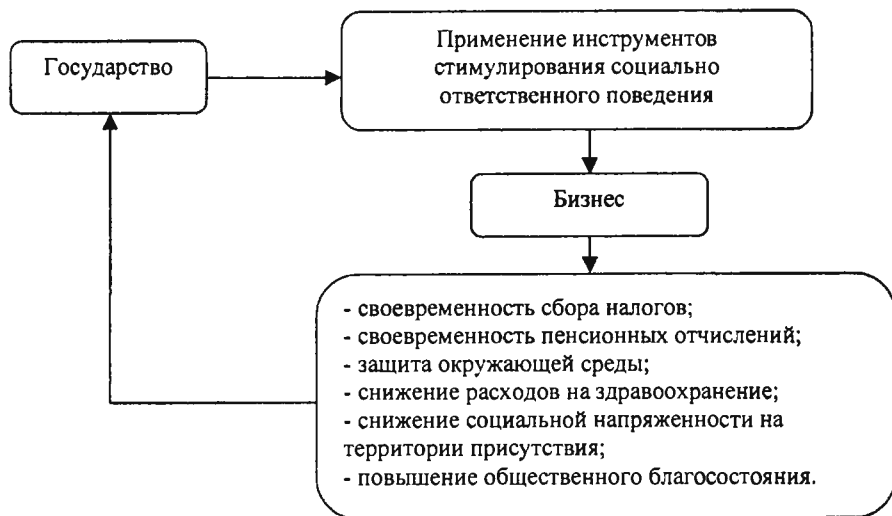 Государство
Применение инструментов
стимулирования социально
ответственного поведения
Бизнес
- своевременность сбора налогов;
- своевременность пенсионных отчислений;
- защита окружающей среды;
- снижение расходов на здравоохранение;
- снижение социальной напряженности на
территории присутствия;
- повышение общественного благосостояния.